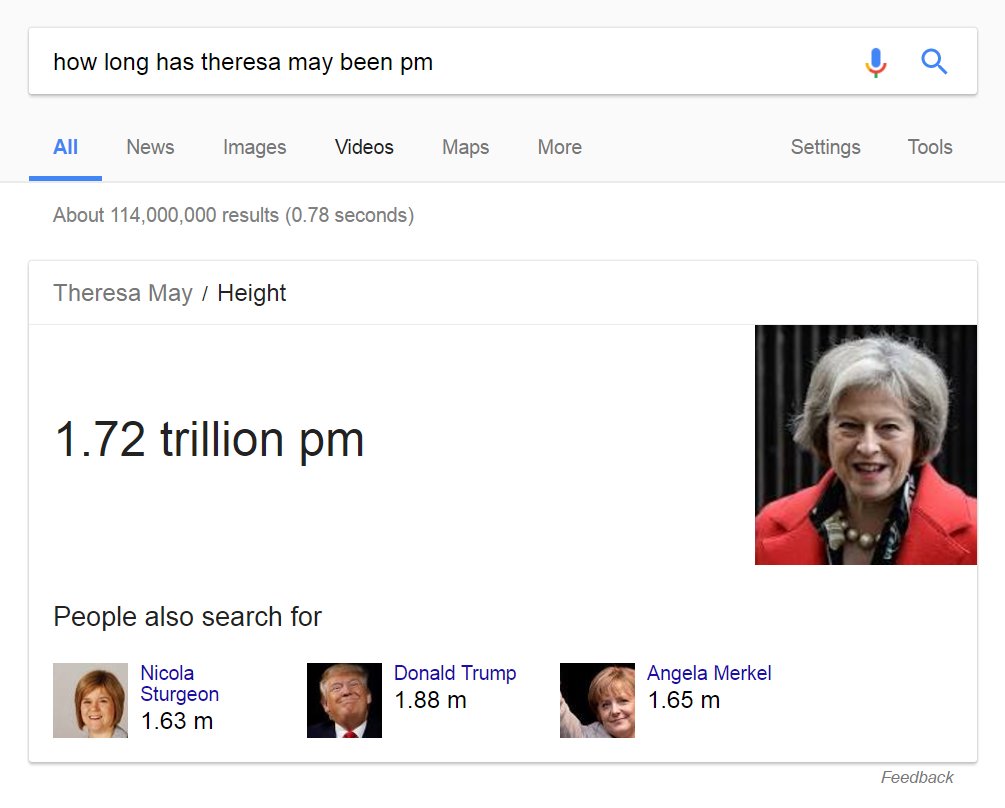 how long has theresa may been pm
All News Images Videos Maps More Settings Tools
About 114,000,000 results (0.78 seconds)
Theresa May / Height
1.72 trillion pm
People also search for
Nicola
Sturgeon
1.63 m
Donald Trump
1.88 m
Angela Merkel
1.65 m
Feedback